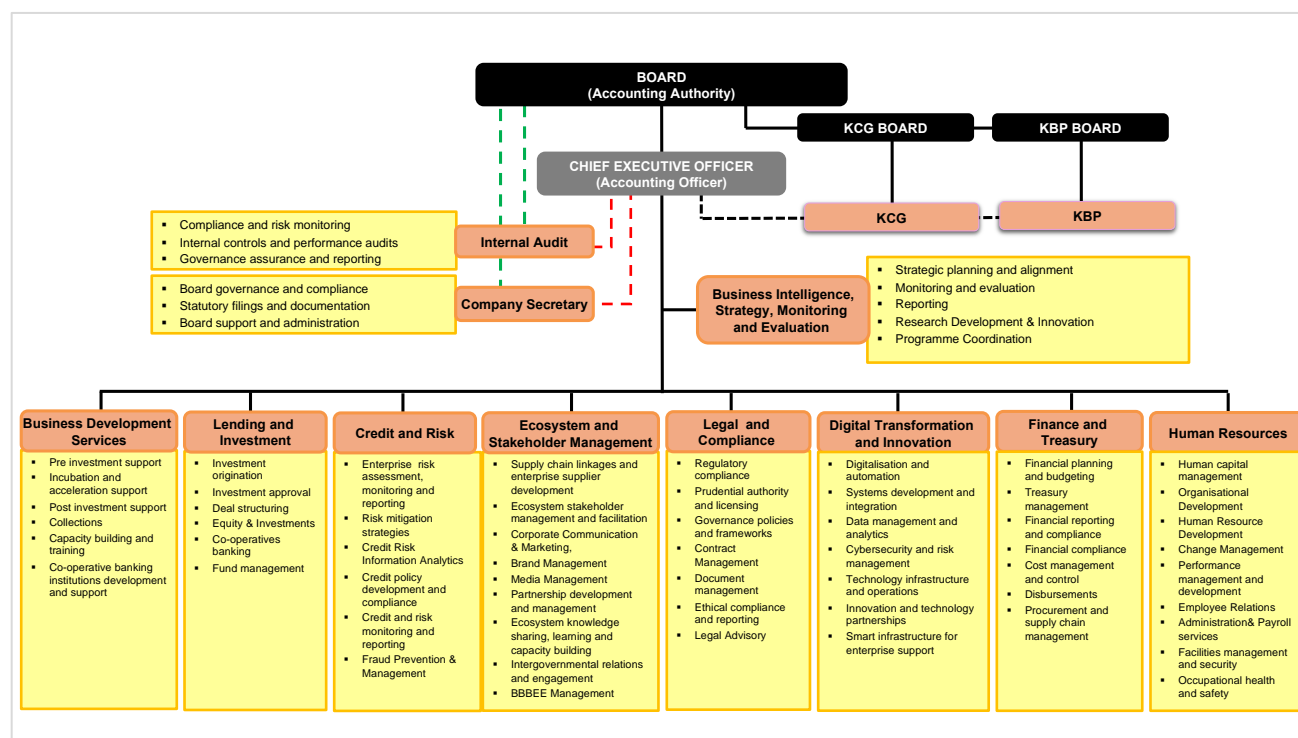 BOARD
(Accounting Authority)
KCG BOARD
KBP BOARD
CHIEF EXECUTIVE OFFICER
(Accounting Officer)
KCG
KBP
▪ Compliance and risk monitoring
▪ Internal controls and performance audits
▪ Governance assurance and reporting
Internal Audit
▪ Board governance and compliance
▪ Statutory filings and documentation
▪ Board support and administration
Company Secretary
Business Intelligence,
Strategy, Monitoring
and Evaluation
▪ Strategic planning and alignment
▪ Monitoring and evaluation
▪ Reporting
▪ Research Development & Innovation
▪ Programme Coordination
Business Development
Services
▪ Pre investment support
▪ Incubation and
acceleration support
▪ Post investment support
▪ Collections
▪ Capacity building and
training
▪ Co-operative banking
institutions development
and support
Lending and
Investment
▪ Investment
origination
▪ Investment approval
▪ Deal structuring
▪ Equity & Investments
▪ Co-operatives
banking
▪ Fund management
Credit and Risk
▪ Enterprise risk
assessment,
monitoring and
reporting
▪ Risk mitigation
strategies
▪ Credit Risk
Information Analytics
▪ Credit policy
development and
compliance
▪ Credit and risk
monitoring and
reporting
▪ Fraud Prevention &
Management
Ecosystem and
Stakeholder Management
▪ Supply chain linkages and
enterprise supplier
development
▪ Ecosystem stakeholder
management and facilitation
▪ Corporate Communication
& Marketing,
▪ Brand Management
▪ Media Management
▪ Partnership development
and management
▪ Ecosystem knowledge
sharing, learning and
capacity building
▪ Intergovernmental relations
and engagement
▪ BBBEE Management
Legal and
Compliance
▪ Regulatory
compliance
▪ Prudential authority
and licensing
▪ Governance policies
and frameworks
▪ Contract
Management
▪ Document
management
▪ Ethical compliance
and reporting
▪ Legal Advisory
Digital Transformation
and Innovation
▪ Digitalisation and
automation
▪ Systems development and
integration
▪ Data management and
analytics
▪ Cybersecurity and risk
management
▪ Technology infrastructure
and operations
▪ Innovation and technology
partnerships
▪ Smart infrastructure for
enterprise support
Finance and
Treasury
▪ Financial planning
and budgeting
▪ Treasury
management
▪ Financial reporting
and compliance
▪ Financial compliance
▪ Cost management
and control
▪ Disbursements
▪ Procurement and
supply chain
management
Human Resources
▪ Human capital
management
▪ Organisational
Development
▪ Human Resource
Development
▪ Change Management
▪ Performance
management and
development
▪ Employee Relations
▪ Administration& Payroll
services
▪ Facilities management
and security
▪ Occupational health
and safety